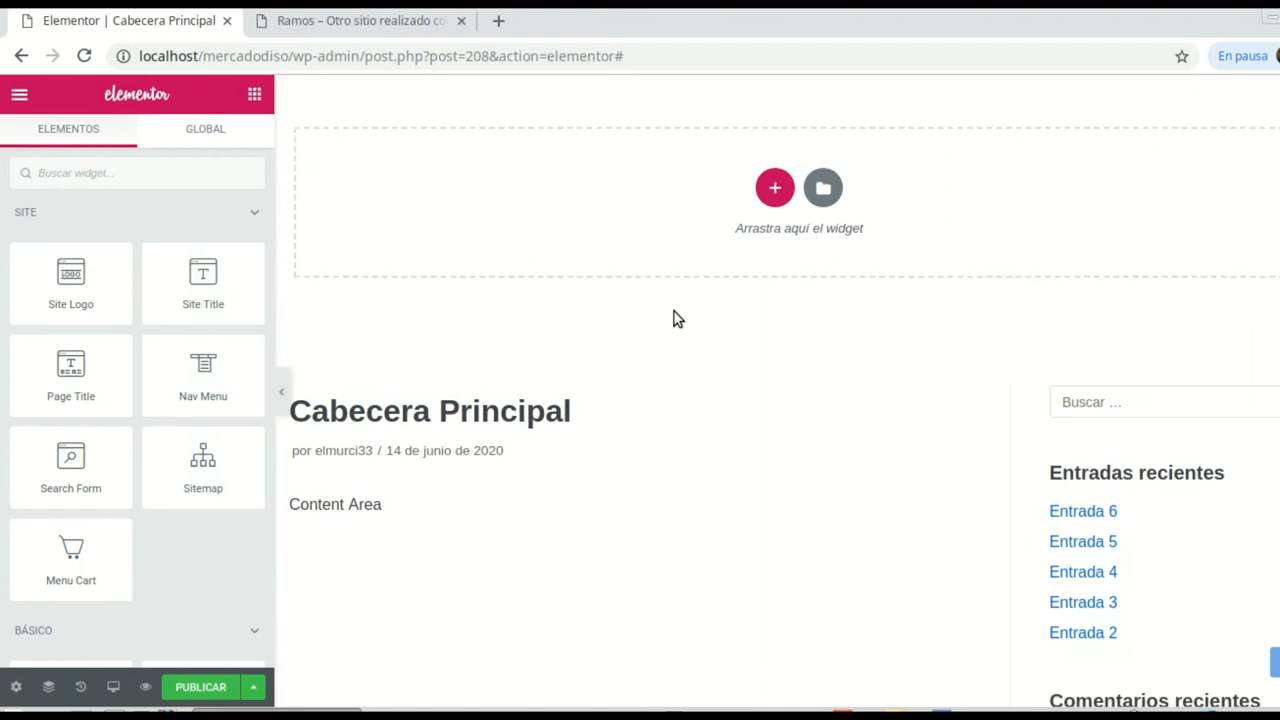 Elementor | Cabecera Principal
Ramos – Otro sitio realizado co
localhost/mercadodiso/wp-admin/post.php?post=208&action=elementor#
En pausa
elementor
ELEMENTOS
GLOBAL
Buscar widget...
SITE
Site Logo
Site Title
Page Title
Nav Menu
Search Form
Sitemap
Menu Cart
BÁSICO
PUBLICAR
Arrastra aquí el widget
Cabecera Principal
por elmurci33 / 14 de junio de 2020
Content Area
Buscar …
Entradas recientes
Entrada 6
Entrada 5
Entrada 4
Entrada 3
Entrada 2
Comentarios recientes